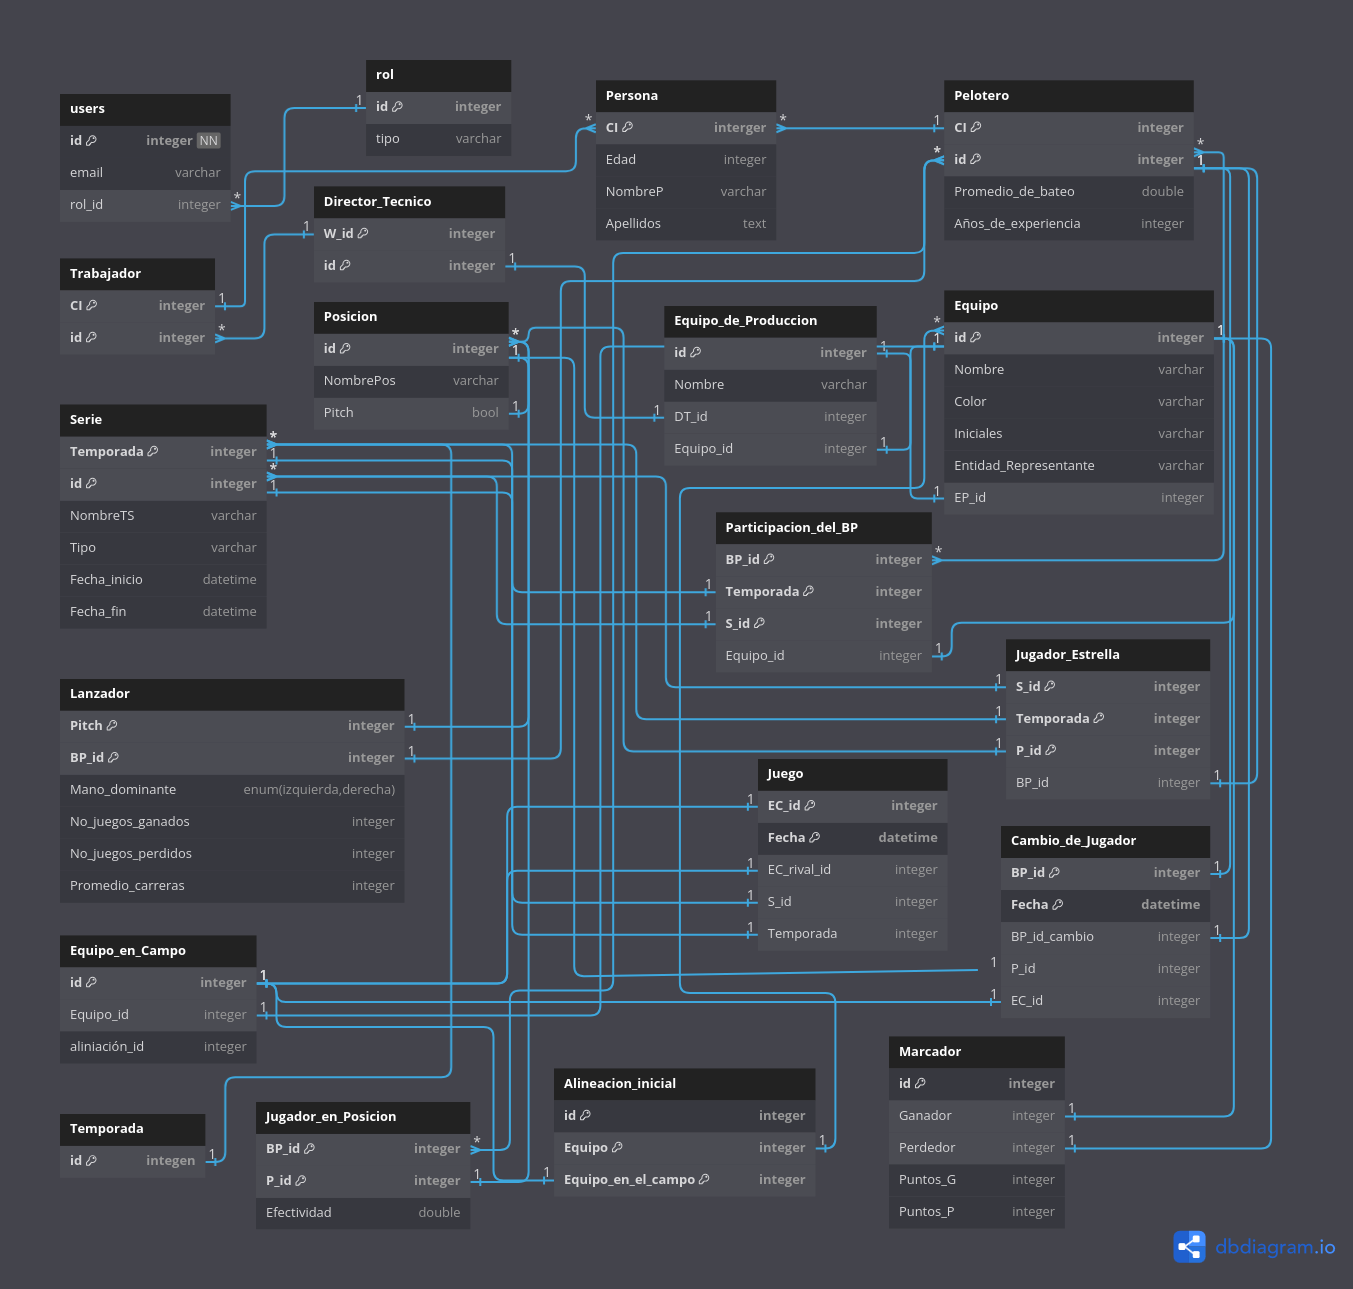 rol
id integer
tipo varchar
users
id integer NN
email varchar
rol_id integer
Persona
CI interger
Edad integer
NombreP varchar
Apellidos text
Pelotero
CI integer
id integer
Promedio_de_bateo double
Años_de_experiencia integer
Director_Tecnico
W_id integer
id integer
Trabajador
CI integer
id integer
Posicion
id integer
NombrePos varchar
Pitch bool
Equipo_de_Produccion
id integer
Nombre varchar
DT_id integer
Equipo_id integer
Equipo
id integer
Nombre varchar
Color varchar
Iniciales varchar
Entidad_Representante varchar
EP_id integer
Serie
Temporada integer
id integer
NombreTS varchar
Tipo varchar
Fecha_inicio datetime
Fecha_fin datetime
Participacion_del_BP
BP_id integer
Temporada integer
S_id integer
Equipo_id integer
Jugador_Estrella
S_id integer
Temporada integer
P_id integer
BP_id integer
Lanzador
Pitch integer
BP_id integer
Mano_dominante enum(izquierda,derecha)
No_juegos_ganados integer
No_juegos_perdidos integer
Promedio_carreras integer
Juego
EC_id integer
Fecha datetime
EC_rival_id integer
S_id integer
Temporada integer
Cambio_de_Jugador
BP_id integer
Fecha datetime
BP_id_cambio integer
P_id integer
EC_id integer
Equipo_en_Campo
id integer
Equipo_id integer
aliniación_id integer
Marcador
id integer
Ganador integer
Perdedor integer
Puntos_G integer
Puntos_P integer
Alineacion_inicial
id integer
Equipo integer
Equipo_en_el_campo integer
Jugador_en_Posicion
BP_id integer
P_id integer
Efectividad double
Temporada
id integen
dbdiagram.io